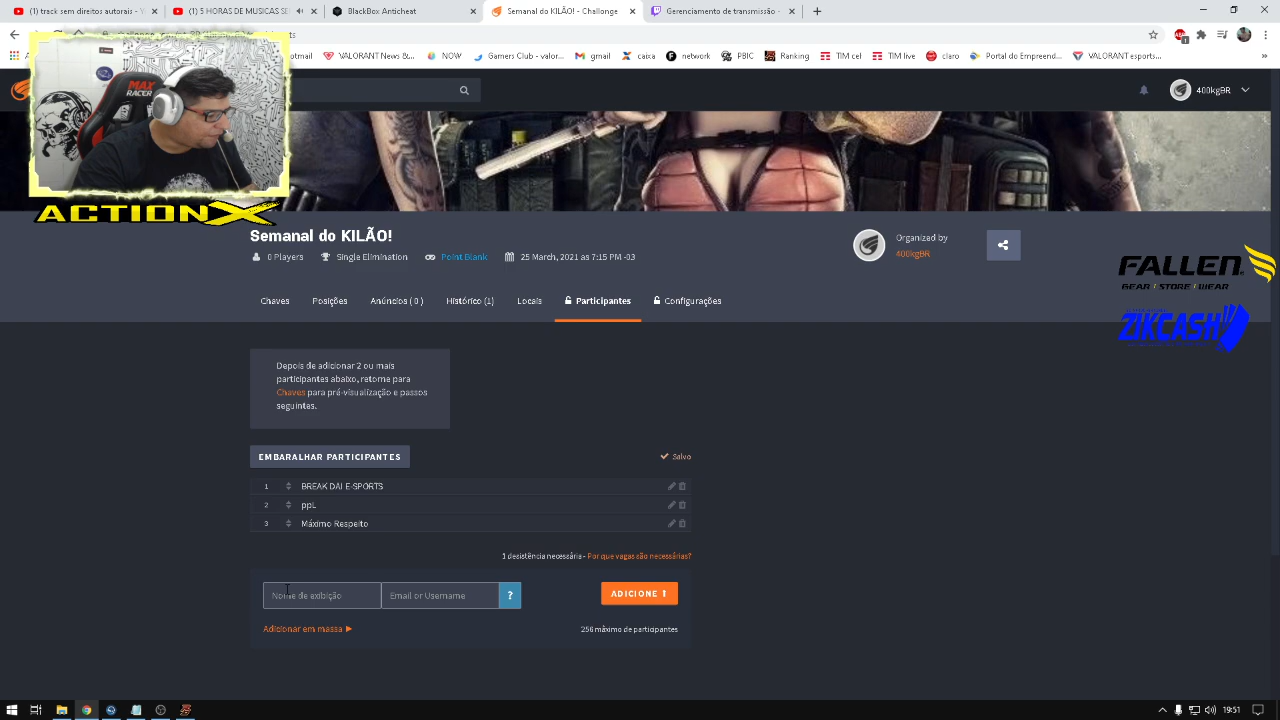 (1) track sem direitos autorais - Vo
(1) 5 HORAS DE MUSICAS S
BlackBox Anticheat
Semanal do KILÃO! - Challonge
Gerenciamento de transmissão -
otmail
VALORANT News &
NOW
Gamers Club - valor...
gmail
caixa
network
PBIC
Ranking
TIM cel
TIM live
claro
Portal do Empreend...
VALORANT esports...
MAX
RACER
400kgBR
ACTIONX
Semanal do KILÃO!
0 Players
Single Elimination
Point Blank
25 March, 2021 as 7:15 PM -03
Organized by
400kgBR
FALLEN
GEAR / STORE / WEAR
ZIKCASH
Chaves
Posições
Anúncios ( 0 )
Histórico (1)
Locais
Participantes
Configurações
Depois de adicionar 2 ou mais
participantes abaixo, retorne para
Chaves para pré-visualização e passos
seguintes.
EMBARALHAR PARTICIPANTES
Salvo
1 BREAK DAI E-SPORTS
2 ppL
3 Máximo Respeito
1 desistência necessária - Por que vagas são necessárias?
Nome de exibição
Email or Username
?
ADICIONE
Adicionar em massa
256 máximo de participantes
19:51